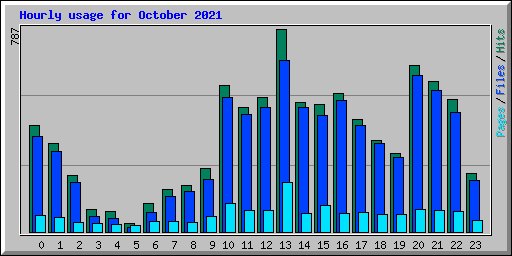 Hourly usage for October 2021
787
Pages/Files/Hits
0 1 2 3 4 5 6 7 8 9 10 11 12 13 14 15 16 17 18 19 20 21 22 23